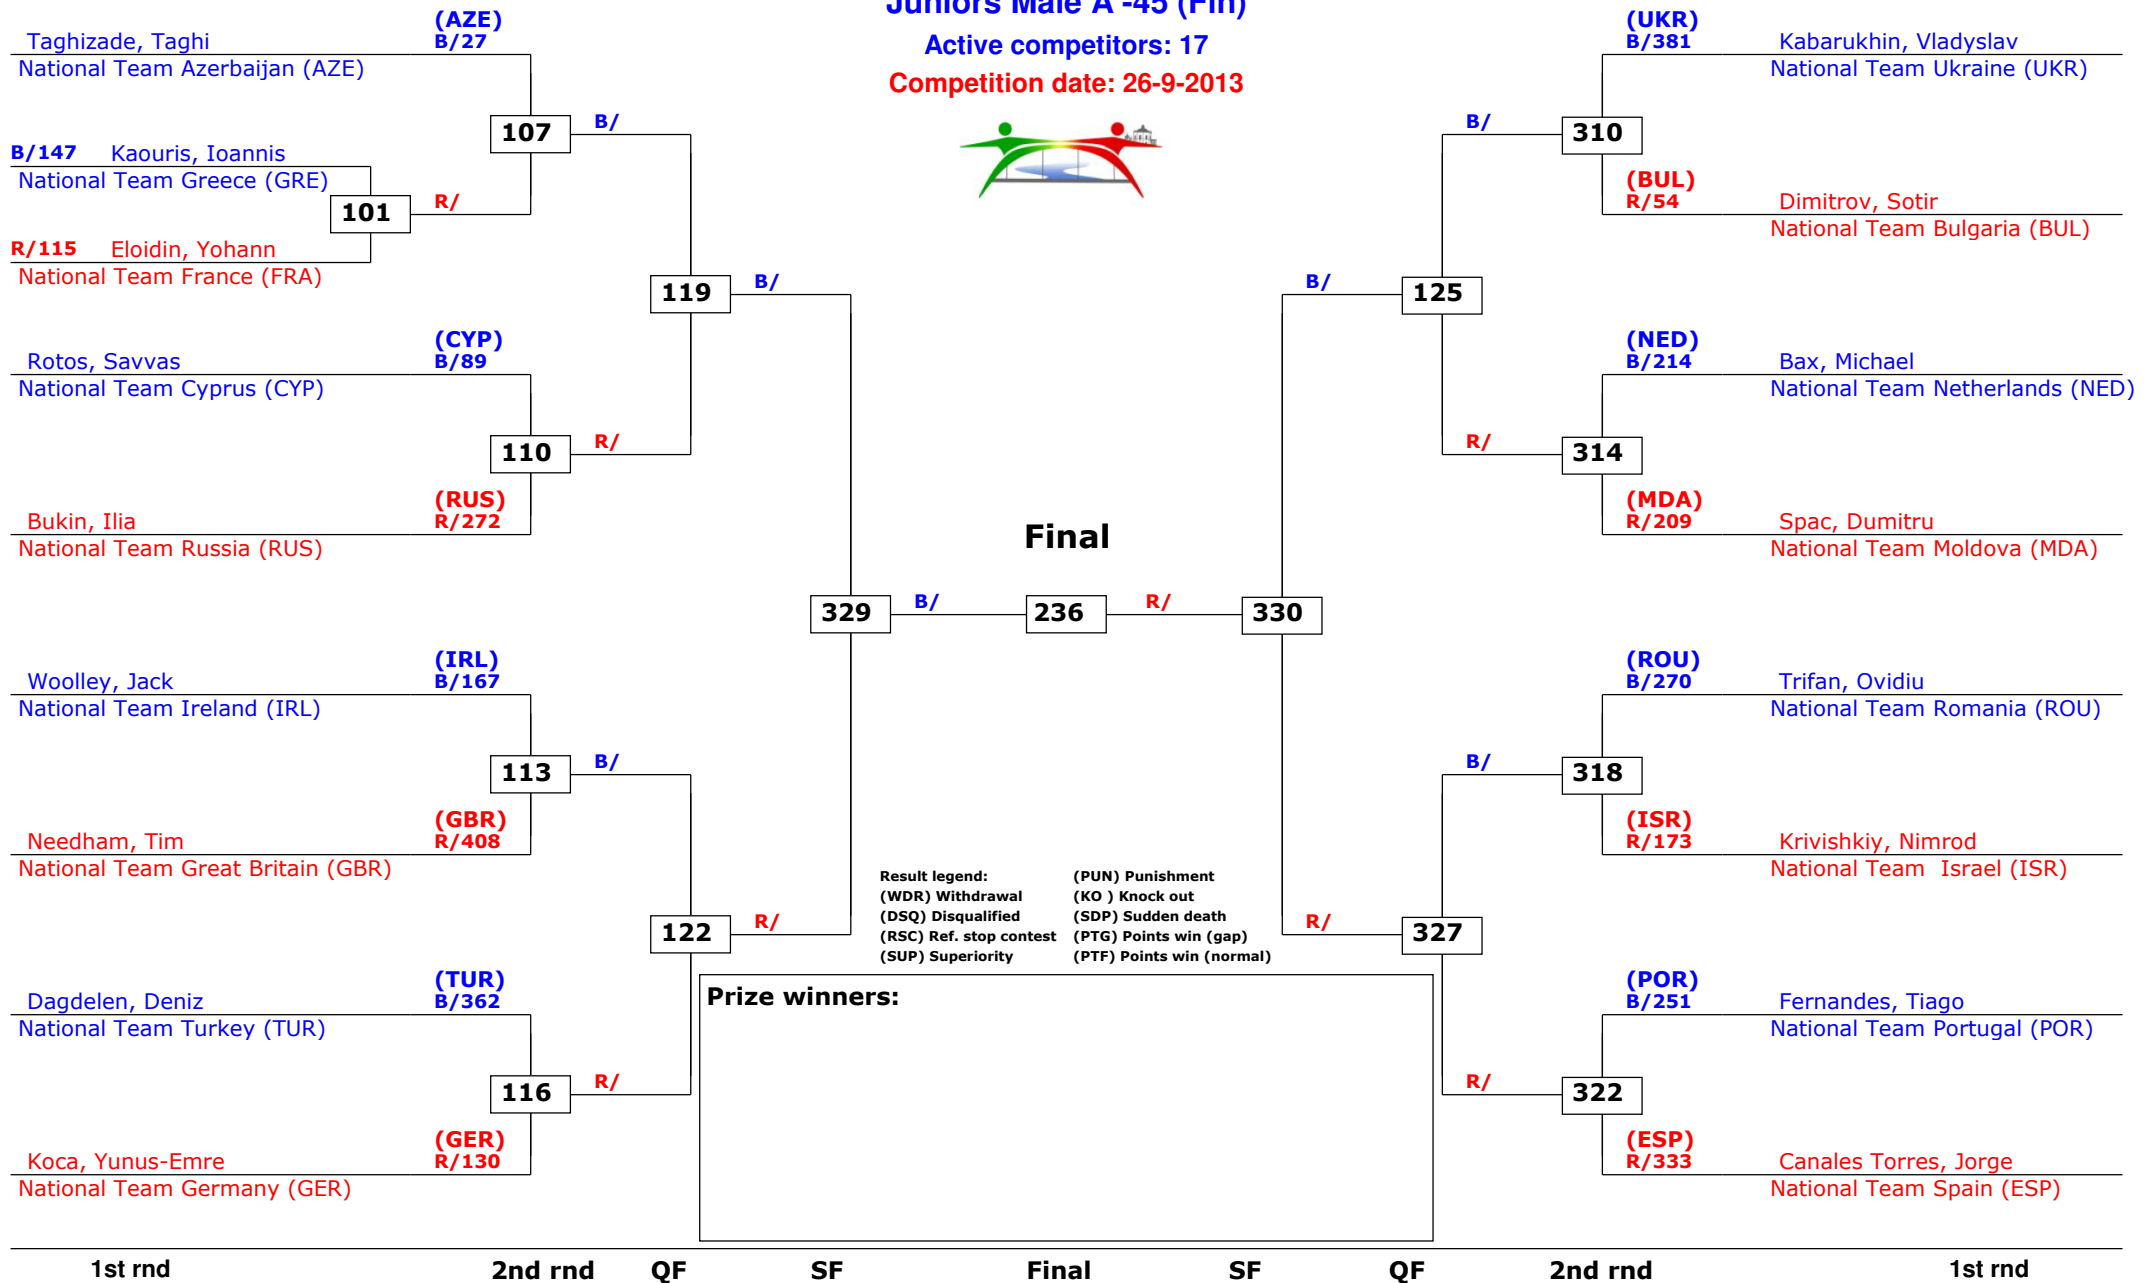 Juniors Male A -45 (Fin)
Active competitors: 17
Competition date: 26-9-2013
Taghizade, Taghi
(AZE)
B/27
National Team Azerbaijan (AZE)
B/147 Kaouris, Ioannis
National Team Greece (GRE)
R/115 Eloidin, Yohann
National Team France (FRA)
101
R/
107
B/
Rotos, Savvas
(CYP)
B/89
National Team Cyprus (CYP)
110
R/
Bukin, Ilia
(RUS)
R/272
National Team Russia (RUS)
119
B/
Woolley, Jack
(IRL)
B/167
National Team Ireland (IRL)
113
B/
Needham, Tim
(GBR)
R/408
National Team Great Britain (GBR)
122
R/
Dagdelen, Deniz
(TUR)
B/362
National Team Turkey (TUR)
116
R/
Koca, Yunus-Emre
(GER)
R/130
National Team Germany (GER)
Final
329
B/
236
R/
330
(UKR)
B/381
Kabarukhin, Vladyslav
National Team Ukraine (UKR)
B/
310
(BUL)
R/54
Dimitrov, Sotir
National Team Bulgaria (BUL)
B/
125
(NED)
B/214
Bax, Michael
National Team Netherlands (NED)
R/
314
(MDA)
R/209
Spac, Dumitru
National Team Moldova (MDA)
(ROU)
B/270
Trifan, Ovidiu
National Team Romania (ROU)
B/
318
(ISR)
R/173
Krivishkiy, Nimrod
National Team  Israel (ISR)
R/
327
(POR)
B/251
Fernandes, Tiago
National Team Portugal (POR)
R/
322
(ESP)
R/333
Canales Torres, Jorge
National Team Spain (ESP)
Result legend: (PUN) Punishment
(WDR) Withdrawal (KO ) Knock out
(DSQ) Disqualified (SDP) Sudden death
(RSC) Ref. stop contest (PTG) Points win (gap)
(SUP) Superiority (PTF) Points win (normal)
Prize winners:
1st rnd 2nd rnd QF SF Final SF QF 2nd rnd 1st rnd